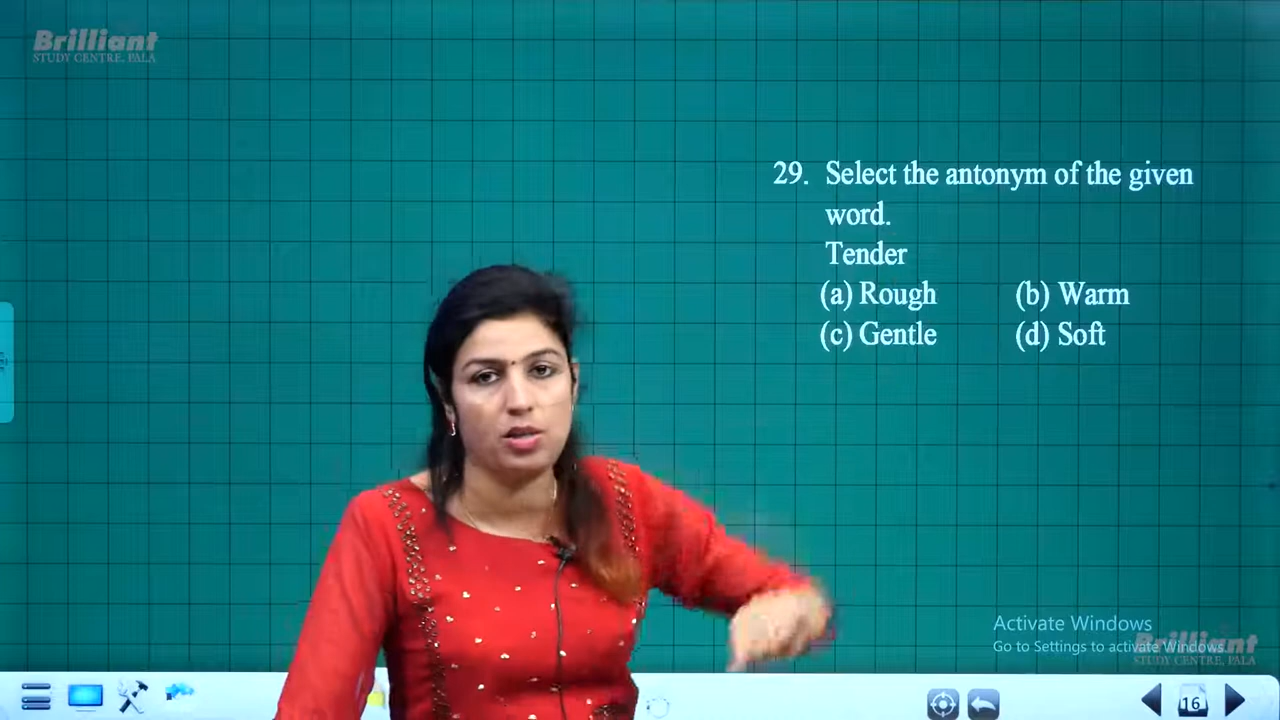 Brilliant
STUDY CENTRE, PALA
29. Select the antonym of the given
word.
Tender
(a) Rough (b) Warm
(c) Gentle (d) Soft
Activate Windows
Go to Settings to activate Windows.
Brilliant
STUDY CENTRE, PALA
16